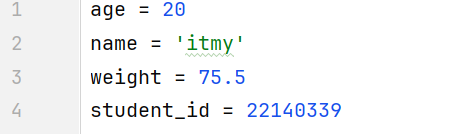 1 age = 20
2 name = 'itmy'
3 weight = 75.5
4 student_id = 22140339